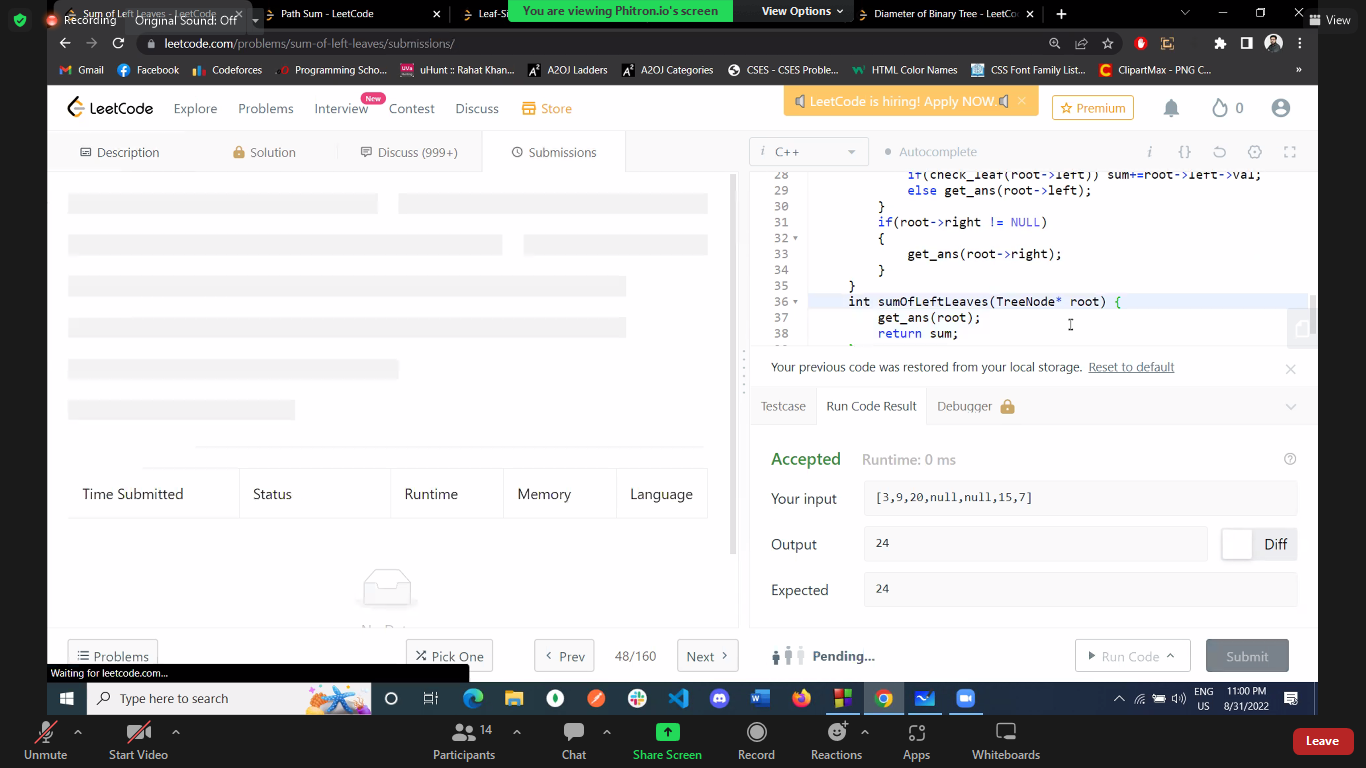 Recording
Original Sound: Off
Sum of Left Leaves - LeetCode
Path Sum - LeetCode
Leaf-Si
You are viewing Phitron.io's screen
View Options
Diameter of Binary Tree - LeetCo
View
leetcode.com/problems/sum-of-left-leaves/submissions/
Gmail Facebook Codeforces Programming Scho... uHunt :: Rahat Khan... A2OJ Ladders A2OJ Categories CSES - CSES Proble... HTML Color Names CSS Font Family List... ClipartMax - PNG C... »
LeetCode Explore Problems Interview New Contest Discuss Store
LeetCode is hiring! Apply NOW.
Premium
0
Description Solution Discuss (999+) Submissions
i C++ Autocomplete
28 if(check_leaf(root->left)) sum+=root->left->val;
29 else get_ans(root->left);
30 }
31 if(root->right != NULL)
32 {
33 get_ans(root->right);
34 }
35 }
36 int sumOfLeftLeaves(TreeNode* root) {
37 get_ans(root);
38 return sum;
Your previous code was restored from your local storage. Reset to default
Testcase Run Code Result Debugger
Accepted Runtime: 0 ms
Your input [3,9,20,null,null,15,7]
Output 24 Diff
Expected 24
Time Submitted Status Runtime Memory Language
Problems Pick One Prev 48/160 Next
Pending...
Run Code Submit
Waiting for leetcode.com...
Type here to search
ENG
US
11:00 PM
8/31/2022
Unmute Start Video Participants 14 Chat Share Screen Record Reactions Apps Whiteboards Leave